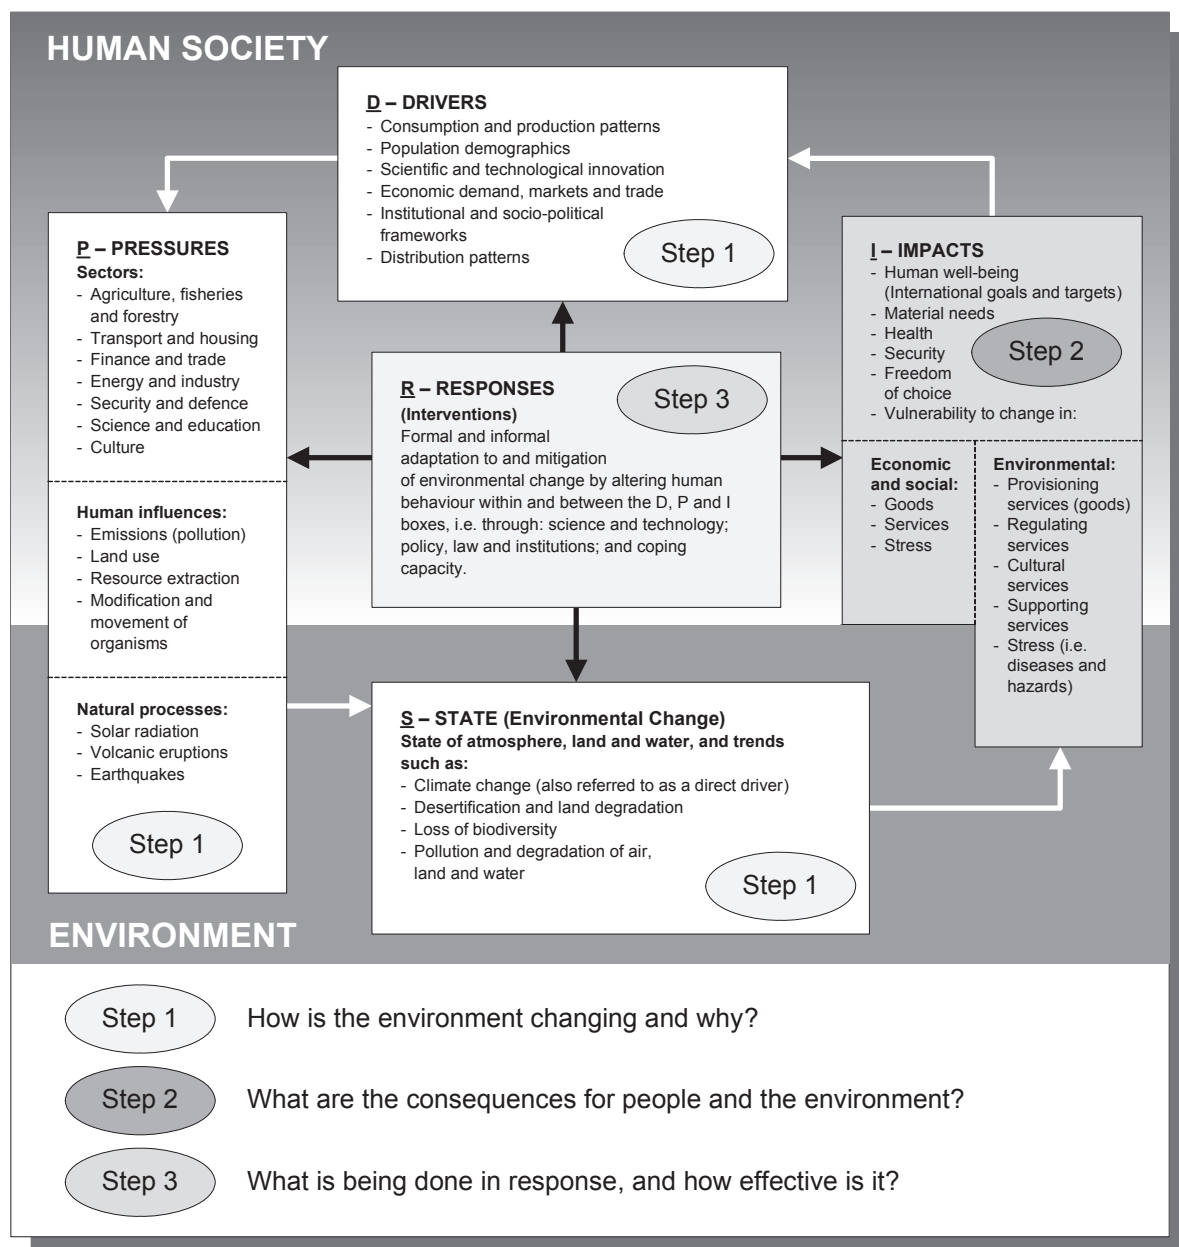 HUMAN SOCIETY
D – DRIVERS
- Consumption and production patterns
- Population demographics
- Scientific and technological innovation
- Economic demand, markets and trade
- Institutional and socio-political
frameworks
- Distribution patterns
Step 1
P – PRESSURES
Sectors:
- Agriculture, fisheries
and forestry
- Transport and housing
- Finance and trade
- Energy and industry
- Security and defence
- Science and education
- Culture
Human influences:
- Emissions (pollution)
- Land use
- Resource extraction
- Modification and
movement of
organisms
Natural processes:
- Solar radiation
- Volcanic eruptions
- Earthquakes
Step 1
R – RESPONSES
(Interventions)
Formal and informal
adaptation to and mitigation
of environmental change by altering human
behaviour within and between the D, P and I
boxes, i.e. through: science and technology;
policy, law and institutions; and coping
capacity.
Step 3
I – IMPACTS
- Human well-being
(International goals and targets)
- Material needs
- Health
- Security
- Freedom
of choice
- Vulnerability to change in:
Step 2
Economic
and social:
- Goods
- Services
- Stress
Environmental:
- Provisioning
services (goods)
- Regulating
services
- Cultural
services
- Supporting
services
- Stress (i.e.
diseases and
hazards)
S – STATE (Environmental Change)
State of atmosphere, land and water, and trends
such as:
- Climate change (also referred to as a direct driver)
- Desertification and land degradation
- Loss of biodiversity
- Pollution and degradation of air,
land and water
Step 1
ENVIRONMENT
Step 1 How is the environment changing and why?
Step 2 What are the consequences for people and the environment?
Step 3 What is being done in response, and how effective is it?